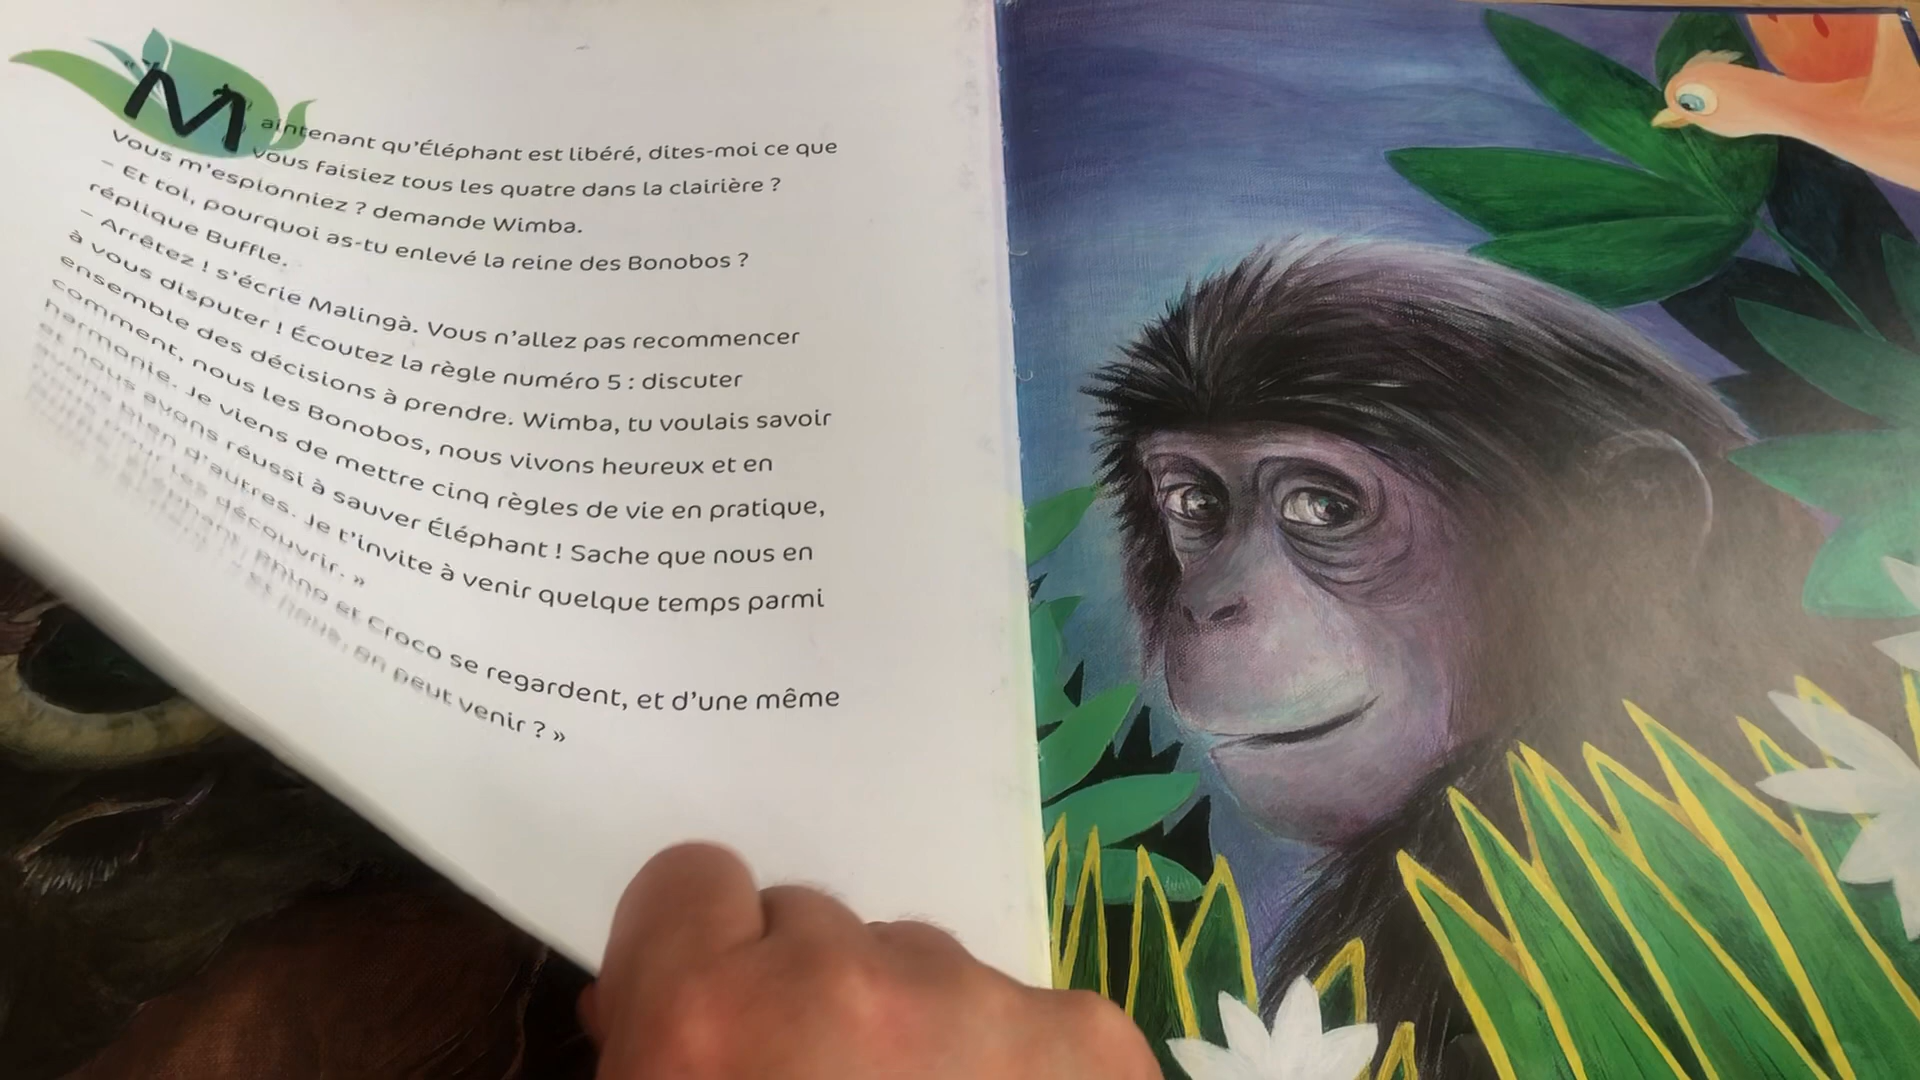 "Maintenant qu'Éléphant est libéré, dites-moi ce que
vous faisiez tous les quatre dans la clairière ?
Vous m'espionniez ? demande Wimba.
– Et toi, pourquoi as-tu enlevé la reine des Bonobos ?
réplique Buffle.
– Arrêtez ! s'écrie Malingà. Vous n'allez pas recommencer
à vous disputer ! Écoutez la règle numéro 5 : discuter
ensemble des décisions à prendre. Wimba, tu voulais savoir
comment, nous les Bonobos, nous vivons heureux et en
harmonie. Je viens de mettre cinq règles de vie en pratique,
et nous avons réussi à sauver Éléphant ! Sache que nous en
avons bien d'autres. Je t'invite à venir quelque temps parmi
pour les découvrir. »
Éléphant, Rhino et Croco se regardent, et d'une même
et nous, on peut venir ? »